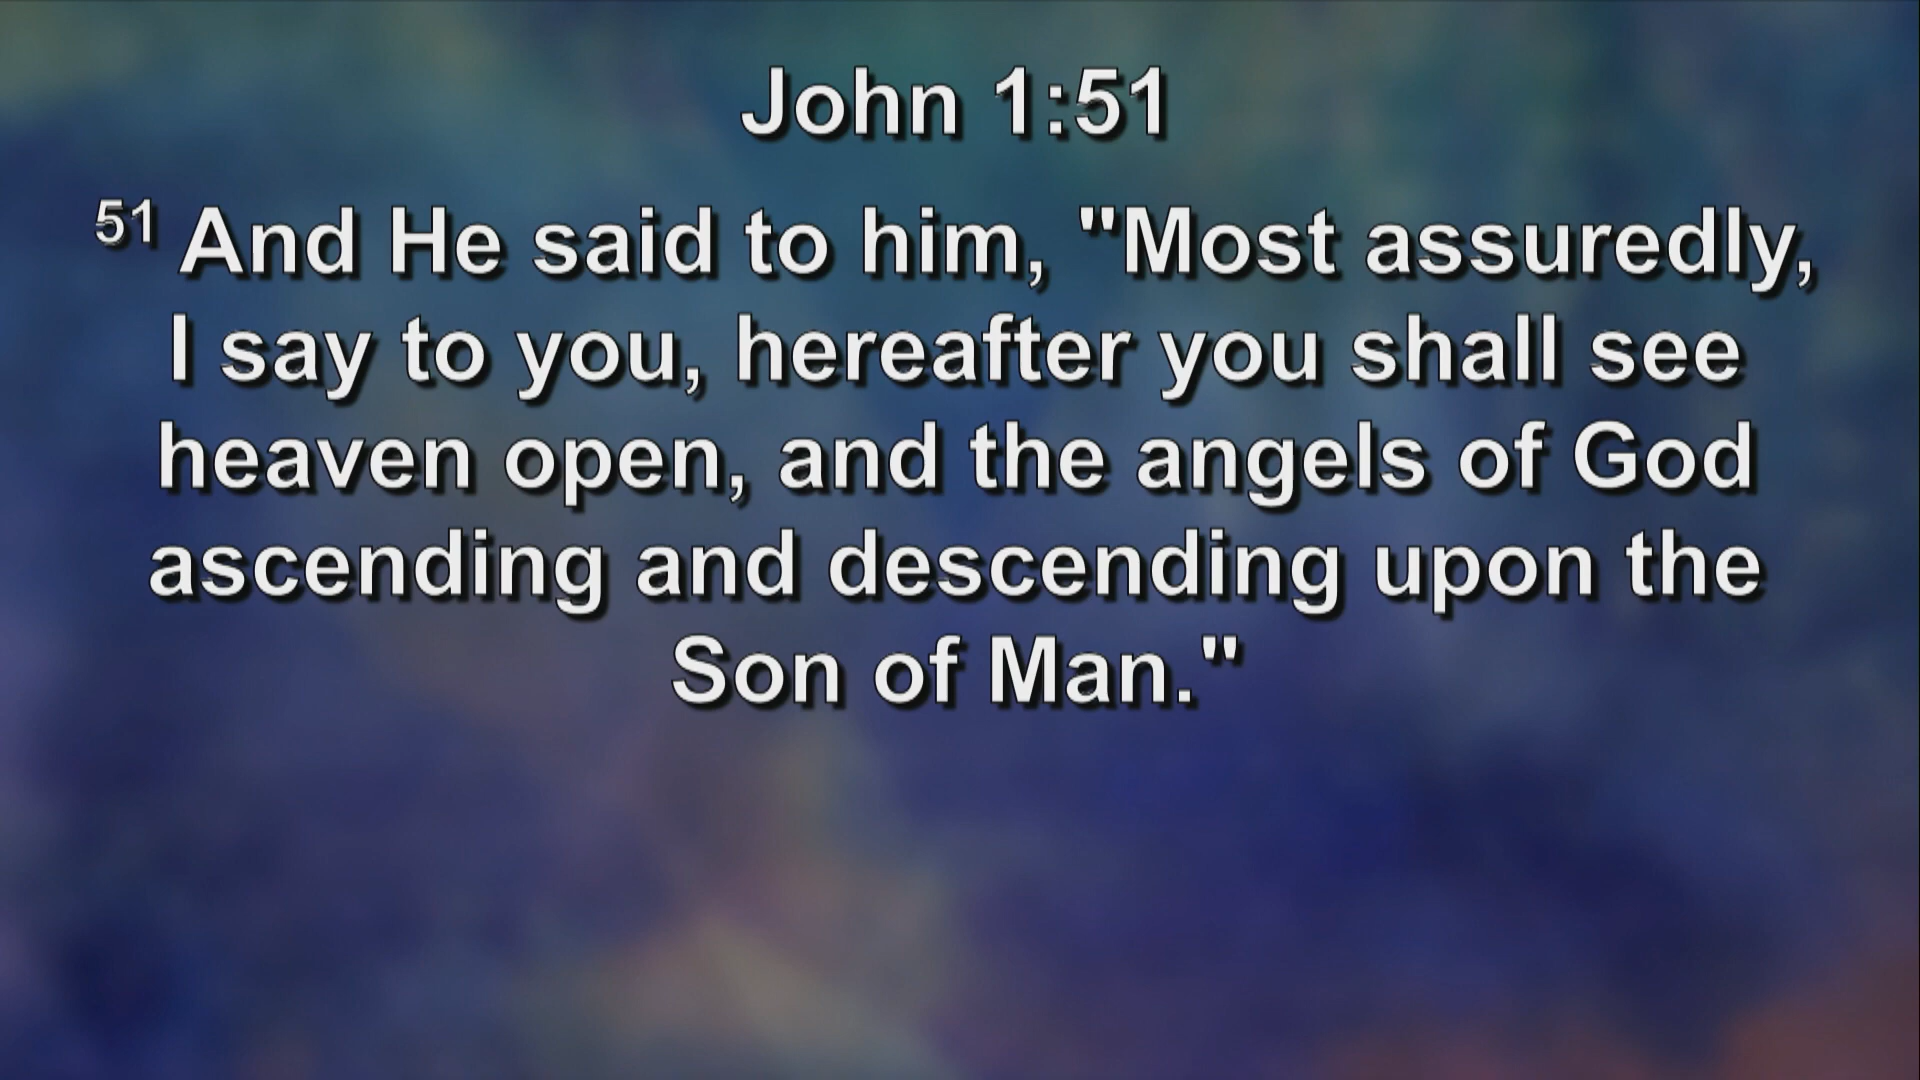 John 1:51
51 And He said to him, "Most assuredly,
I say to you, hereafter you shall see
heaven open, and the angels of God
ascending and descending upon the
Son of Man."